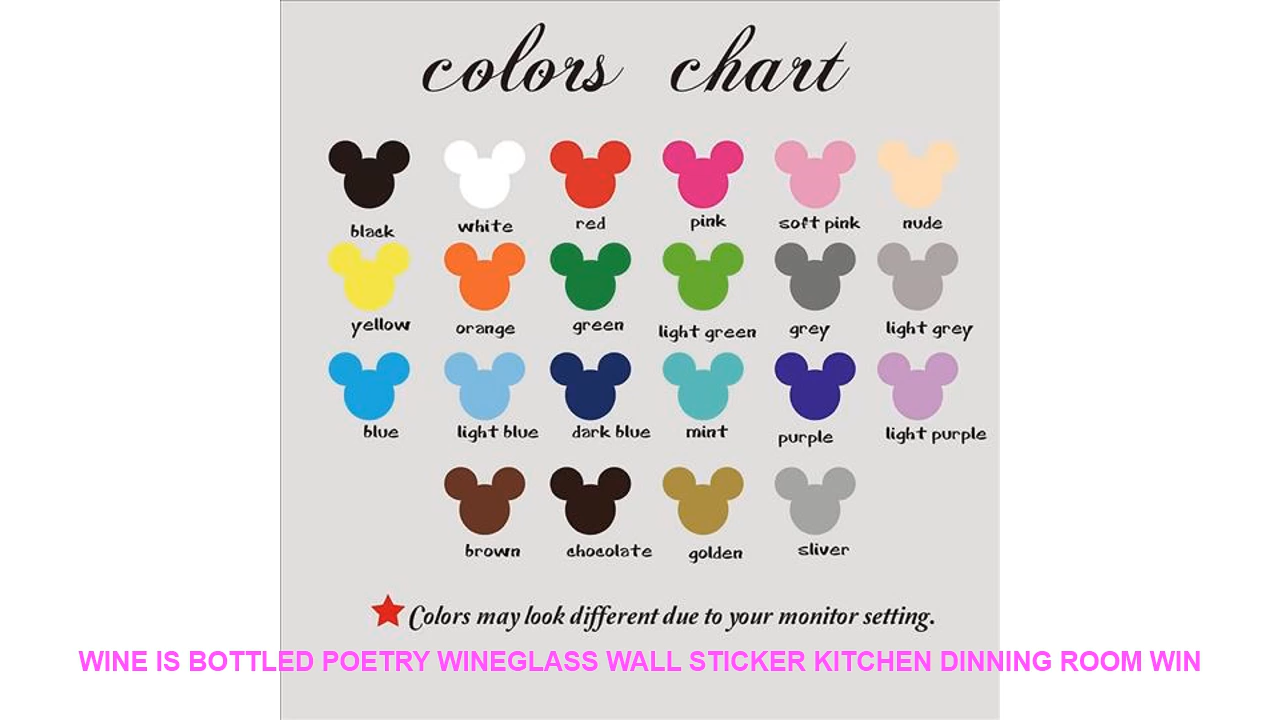 colors chart
black white red pink soft pink nude
yellow orange green light green grey light grey
blue light blue dark blue mint purple light purple
brown chocolate golden sliver
Colors may look different due to your monitor setting.
WINE IS BOTTLED POETRY WINEGLASS WALL STICKER KITCHEN DINNING ROOM WIN